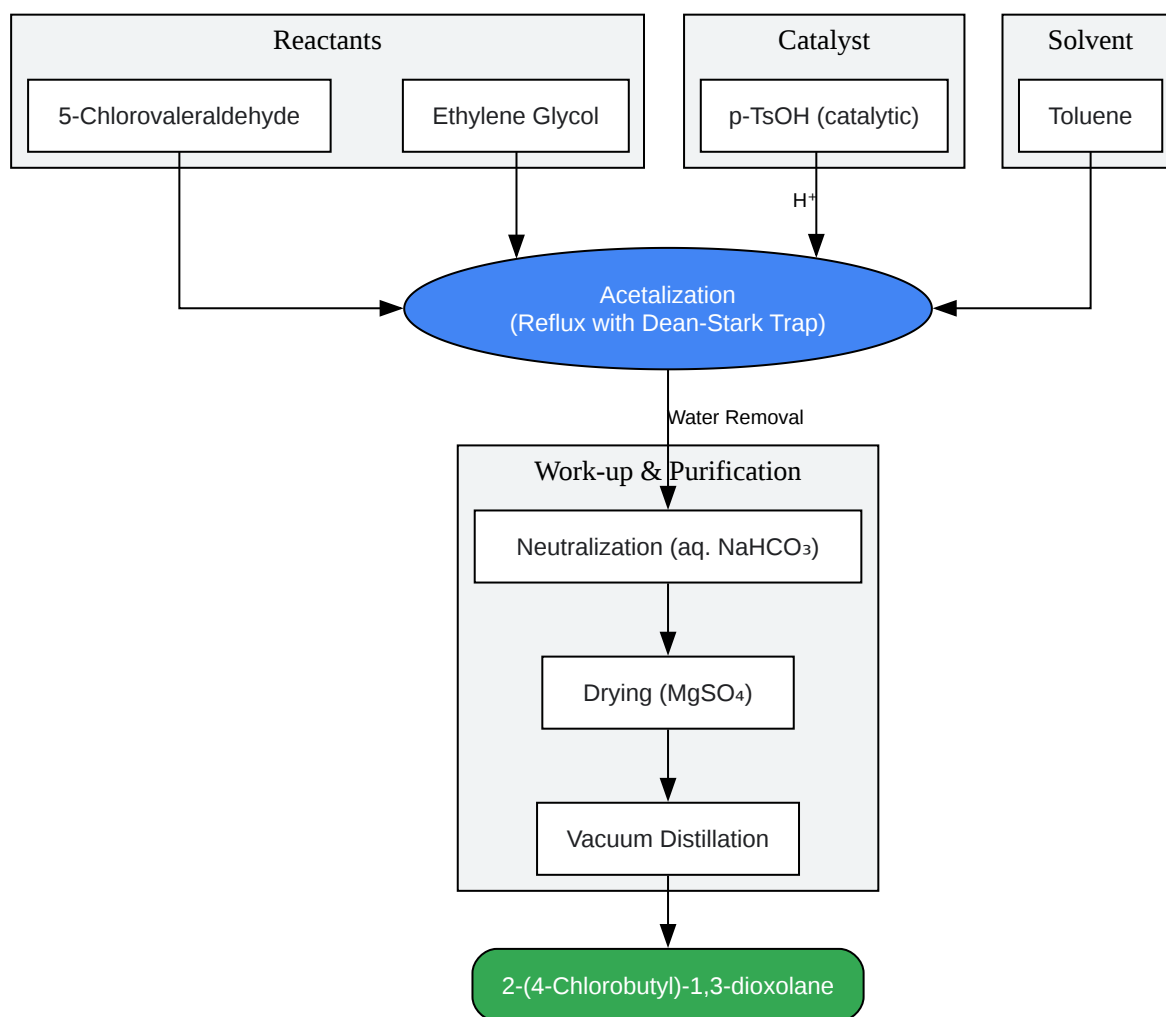 Reactants
Catalyst
Solvent
5-Chlorovaleraldehyde
Ethylene Glycol
p-TsOH (catalytic)
Toluene
H⁺
Acetalization
(Reflux with Dean-Stark Trap)
Water Removal
Work-up & Purification
Neutralization (aq. NaHCO₃)
Drying (MgSO₄)
Vacuum Distillation
2-(4-Chlorobutyl)-1,3-dioxolane